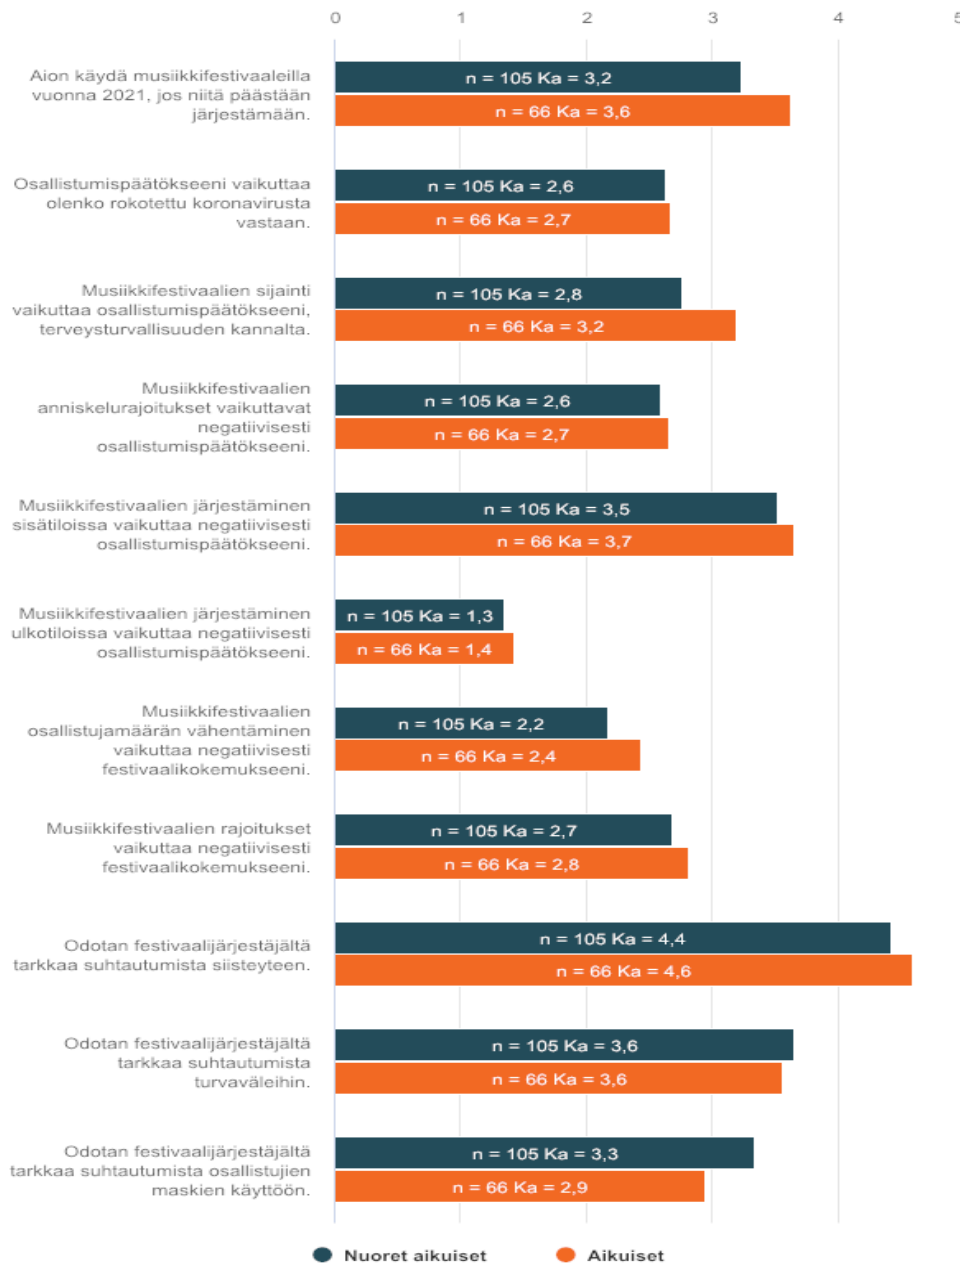 0 1 2 3 4 5
Aion käydä musiikkifestivaaleilla
vuonna 2021, jos niitä päästään
järjestämään.
n = 105 Ka = 3,2
n = 66 Ka = 3,6
Osallistumispäätökseeni vaikuttaa
olenko rokotettu koronavirusta
vastaan.
n = 105 Ka = 2,6
n = 66 Ka = 2,7
Musiikkifestivaalien sijainti
vaikuttaa osallistumispäätökseeni,
terveysturvallisuuden kannalta.
n = 105 Ka = 2,8
n = 66 Ka = 3,2
Musiikkifestivaalien
anniskelurajoitukset vaikuttavat
negatiivisesti
osallistumispäätökseeni.
n = 105 Ka = 2,6
n = 66 Ka = 2,7
Musiikkifestivaalien järjestäminen
sisätiloissa vaikuttaa negatiivisesti
osallistumispäätökseeni.
n = 105 Ka = 3,5
n = 66 Ka = 3,7
Musiikkifestivaalien järjestäminen
ulkotiloissa vaikuttaa negatiivisesti
osallistumispäätökseeni.
n = 105 Ka = 1,3
n = 66 Ka = 1,4
Musiikkifestivaalien
osallistujamäärän vähentäminen
vaikuttaa negatiivisesti
festivaalikokemukseeni.
n = 105 Ka = 2,2
n = 66 Ka = 2,4
Musiikkifestivaalien rajoitukset
vaikuttaa negatiivisesti
festivaalikokemukseeni.
n = 105 Ka = 2,7
n = 66 Ka = 2,8
Odotan festivaalijärjestäjältä
tarkkaa suhtautumista siisteyteen.
n = 105 Ka = 4,4
n = 66 Ka = 4,6
Odotan festivaalijärjestäjältä
tarkkaa suhtautumista
turvaväleihin.
n = 105 Ka = 3,6
n = 66 Ka = 3,6
Odotan festivaalijärjestäjältä
tarkkaa suhtautumista osallistujien
maskien käyttöön.
n = 105 Ka = 3,3
n = 66 Ka = 2,9
Nuoret aikuiset Aikuiset